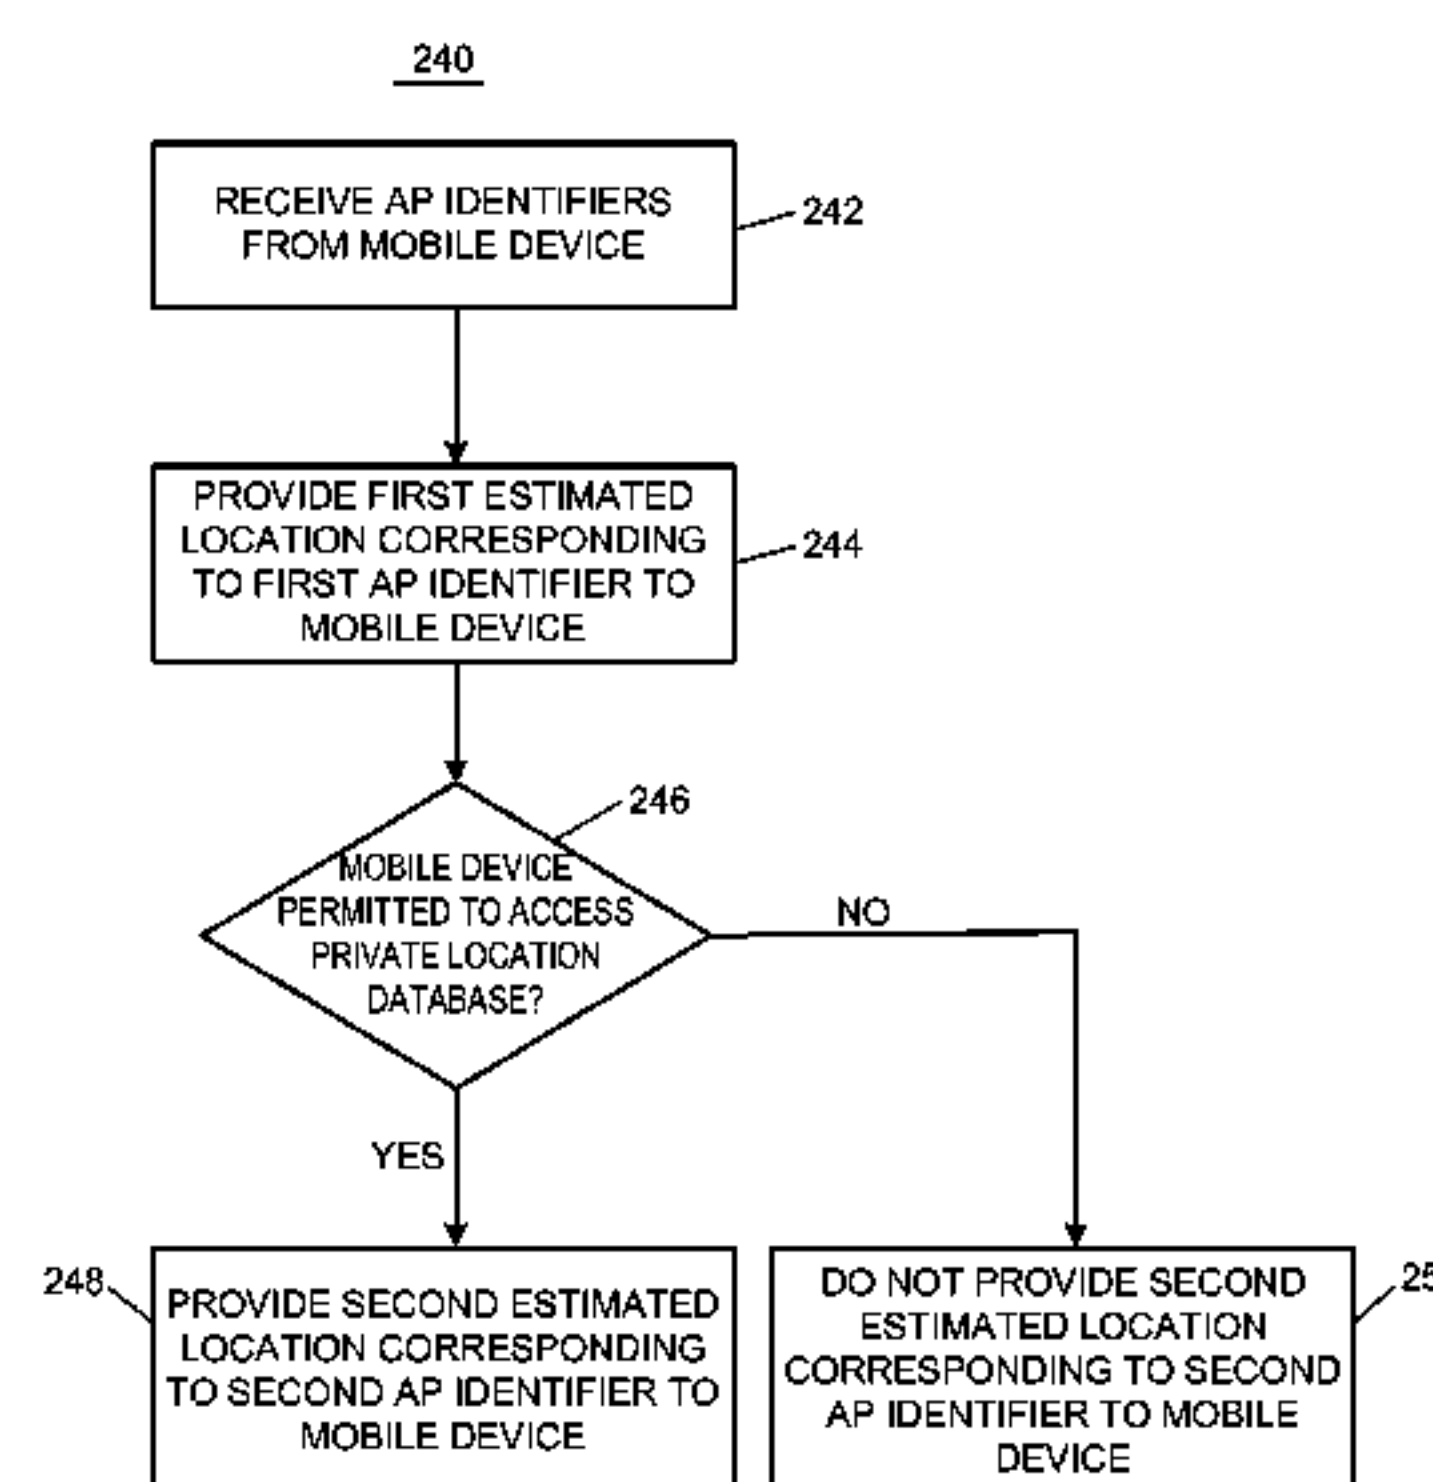 240
RECEIVE AP IDENTIFIERS
FROM MOBILE DEVICE
242
PROVIDE FIRST ESTIMATED
LOCATION CORRESPONDING
TO FIRST AP IDENTIFIER TO
MOBILE DEVICE
244
246
MOBILE DEVICE
PERMITTED TO ACCESS
PRIVATE LOCATION
DATABASE?
NO
YES
248
PROVIDE SECOND ESTIMATED
LOCATION CORRESPONDING
TO SECOND AP IDENTIFIER TO
MOBILE DEVICE
DO NOT PROVIDE SECOND
ESTIMATED LOCATION
CORRESPONDING TO SECOND
AP IDENTIFIER TO MOBILE
DEVICE